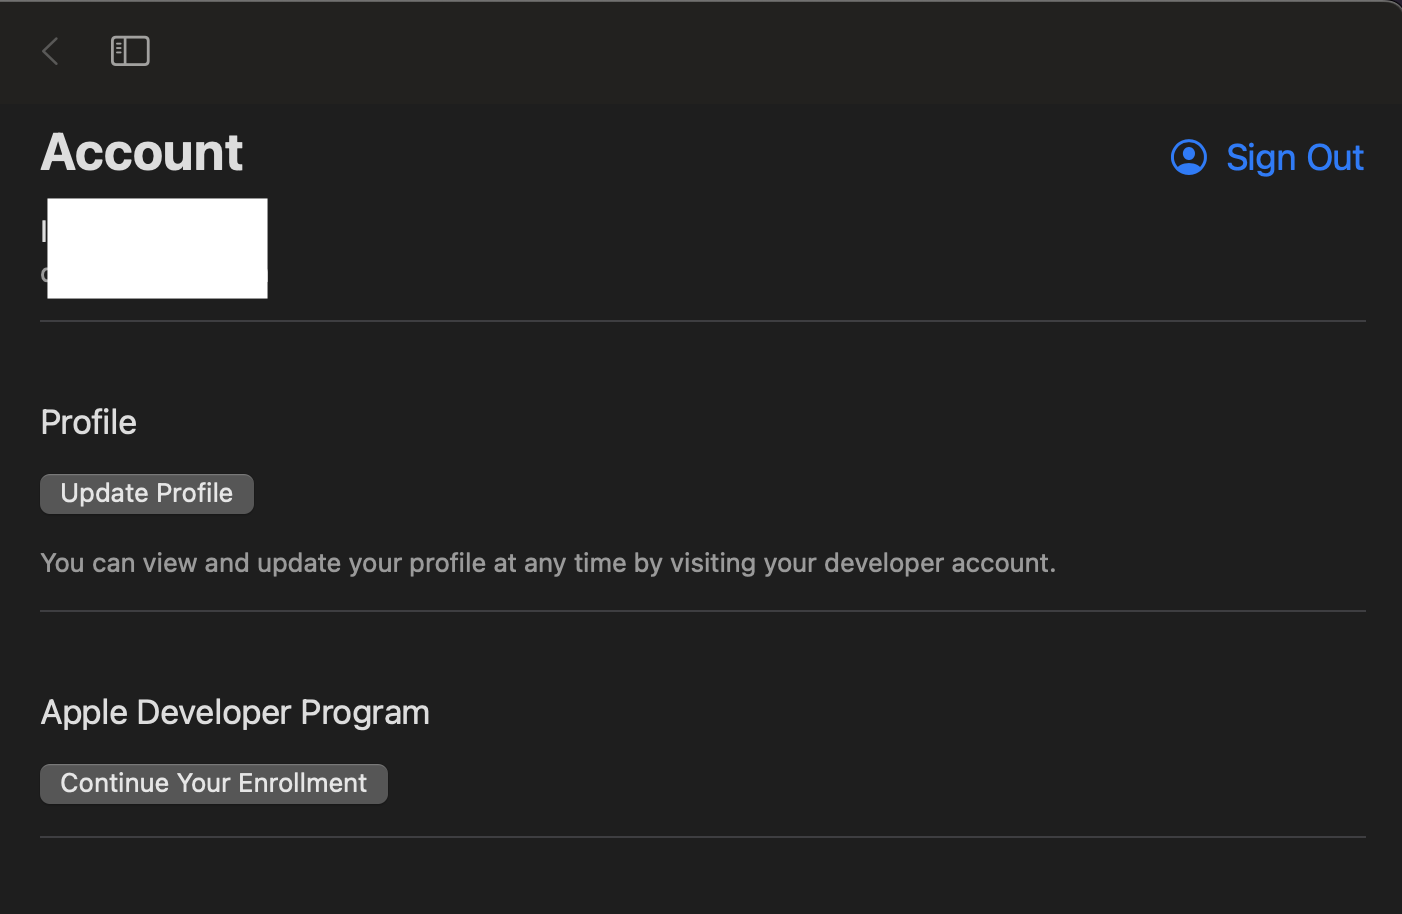 Account
Sign Out
Profile
Update Profile
You can view and update your profile at any time by visiting your developer account.
Apple Developer Program
Continue Your Enrollment